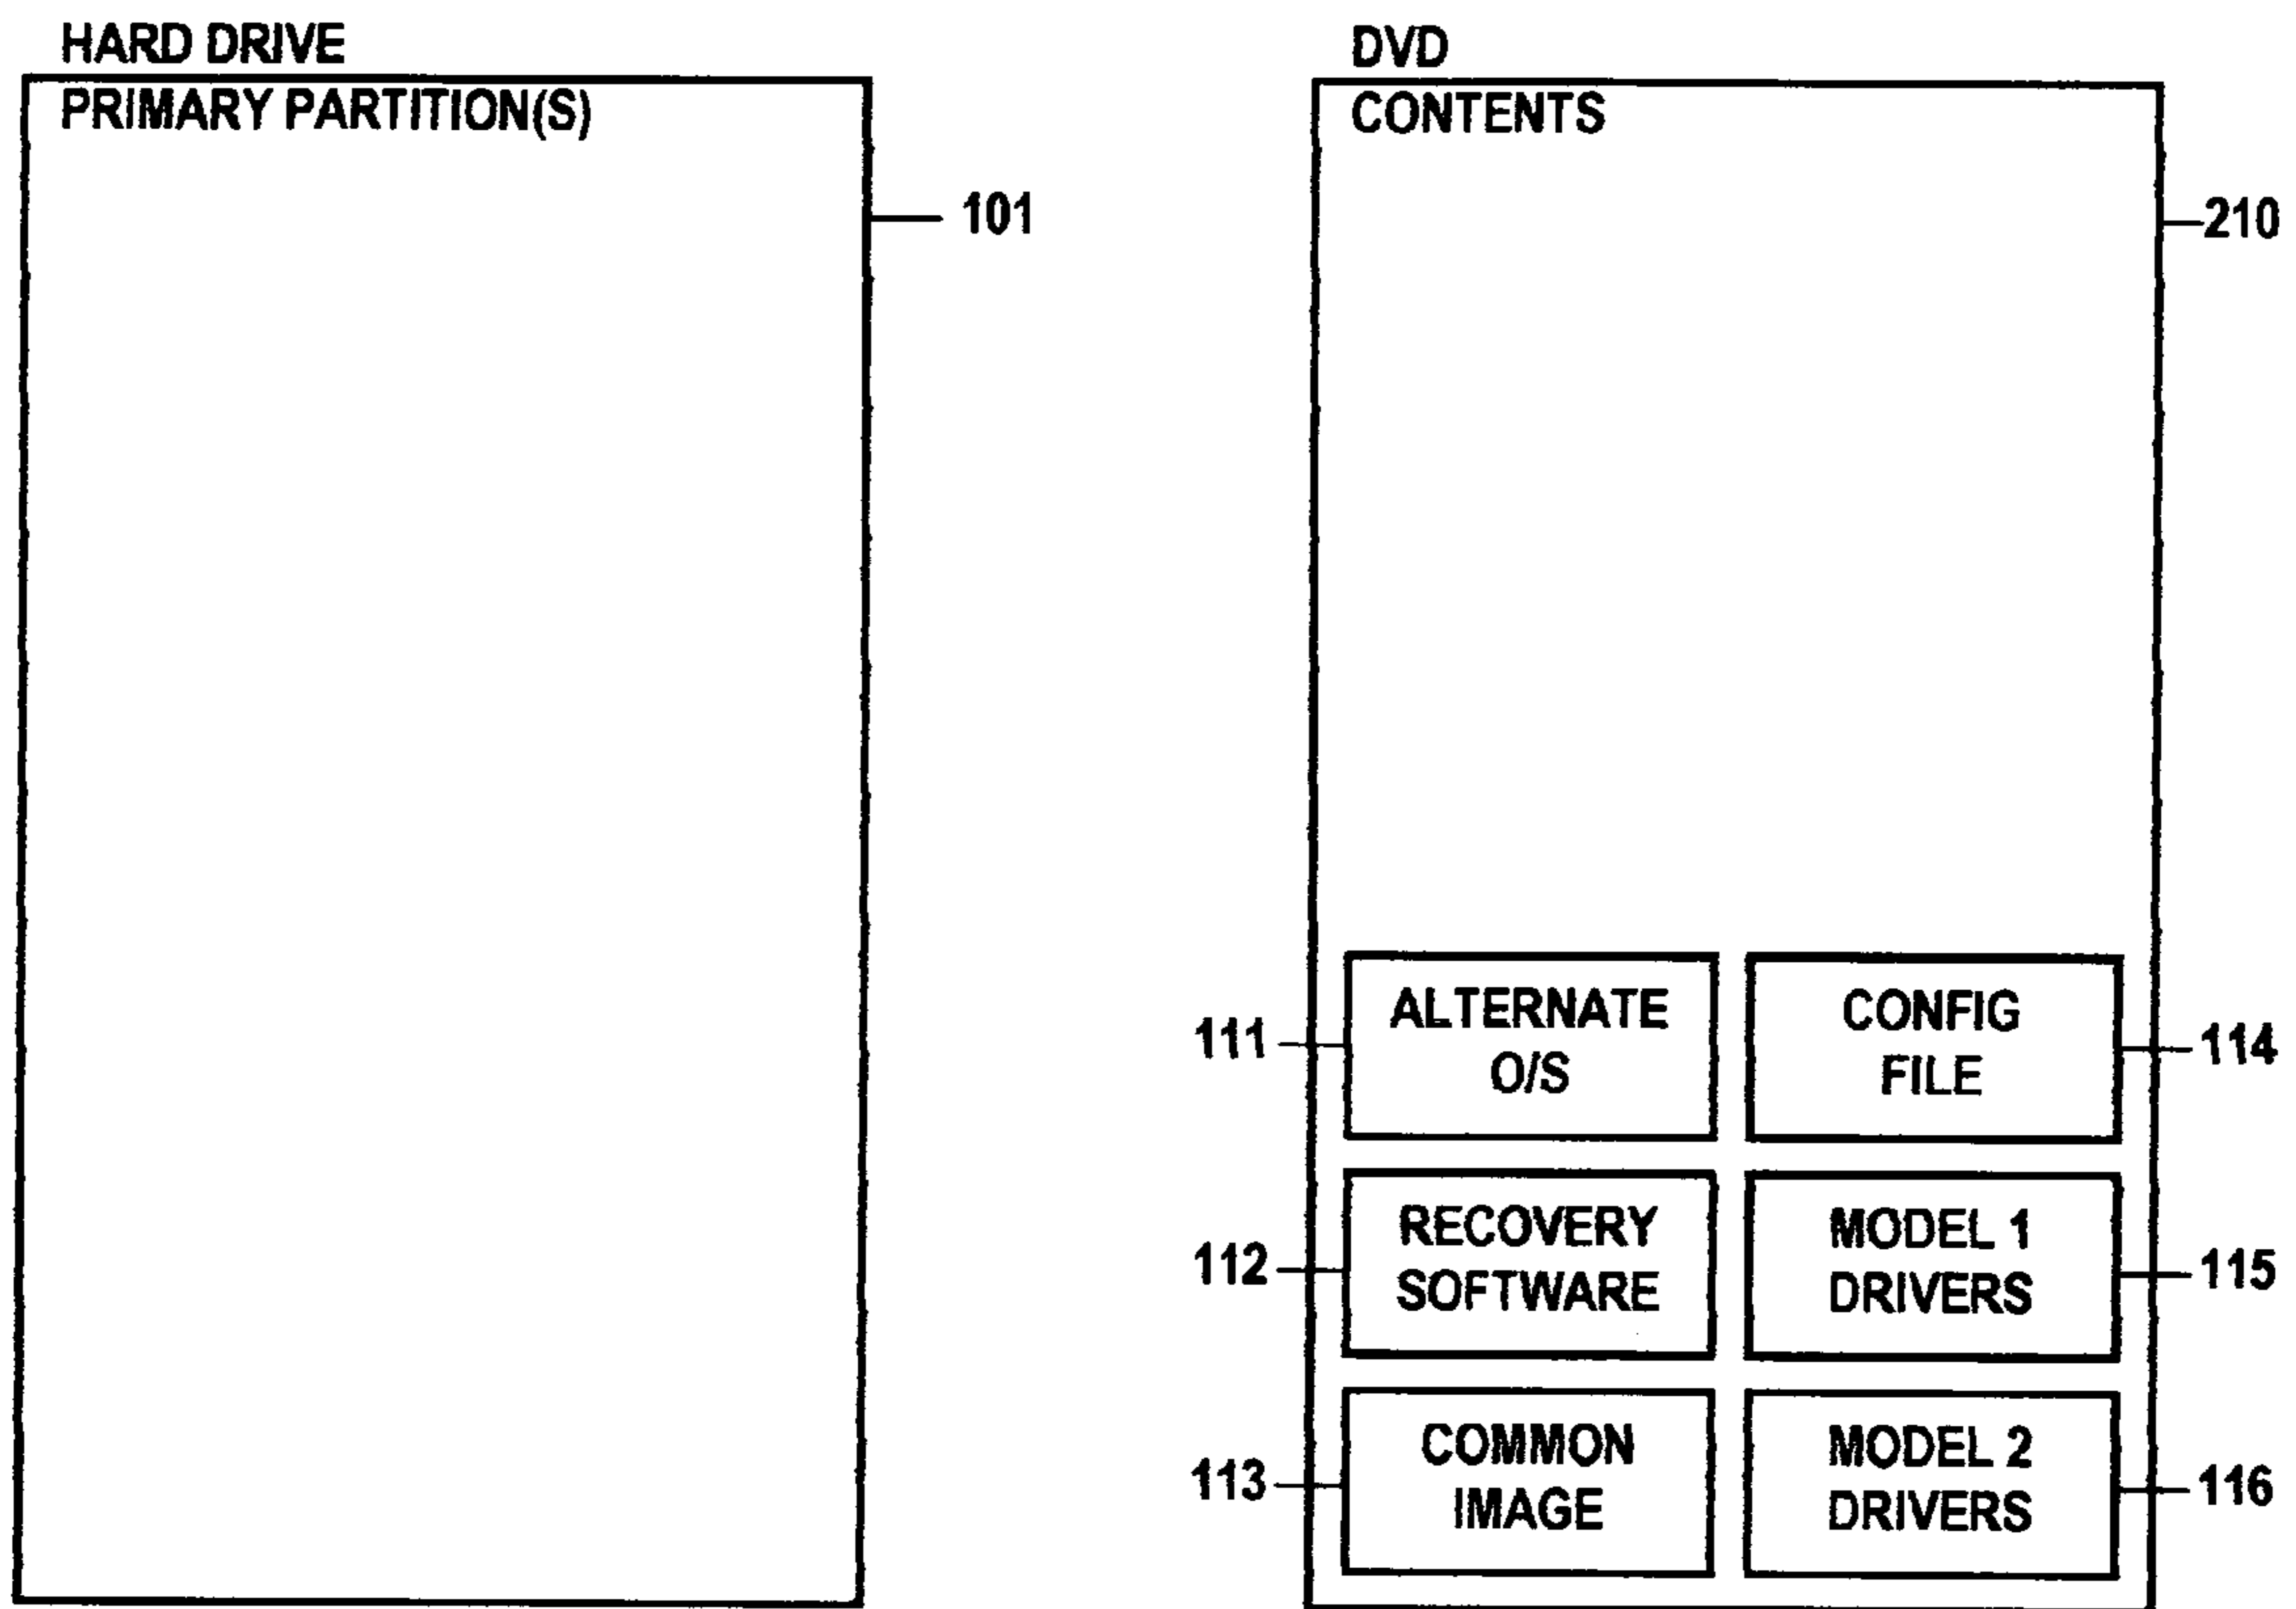 HARD DRIVE
PRIMARY PARTITION(S)
101
DVD
CONTENTS
210
111
ALTERNATE
O/S
CONFIG
FILE
114
112
RECOVERY
SOFTWARE
MODEL 1
DRIVERS
115
113
COMMON
IMAGE
MODEL 2
DRIVERS
116